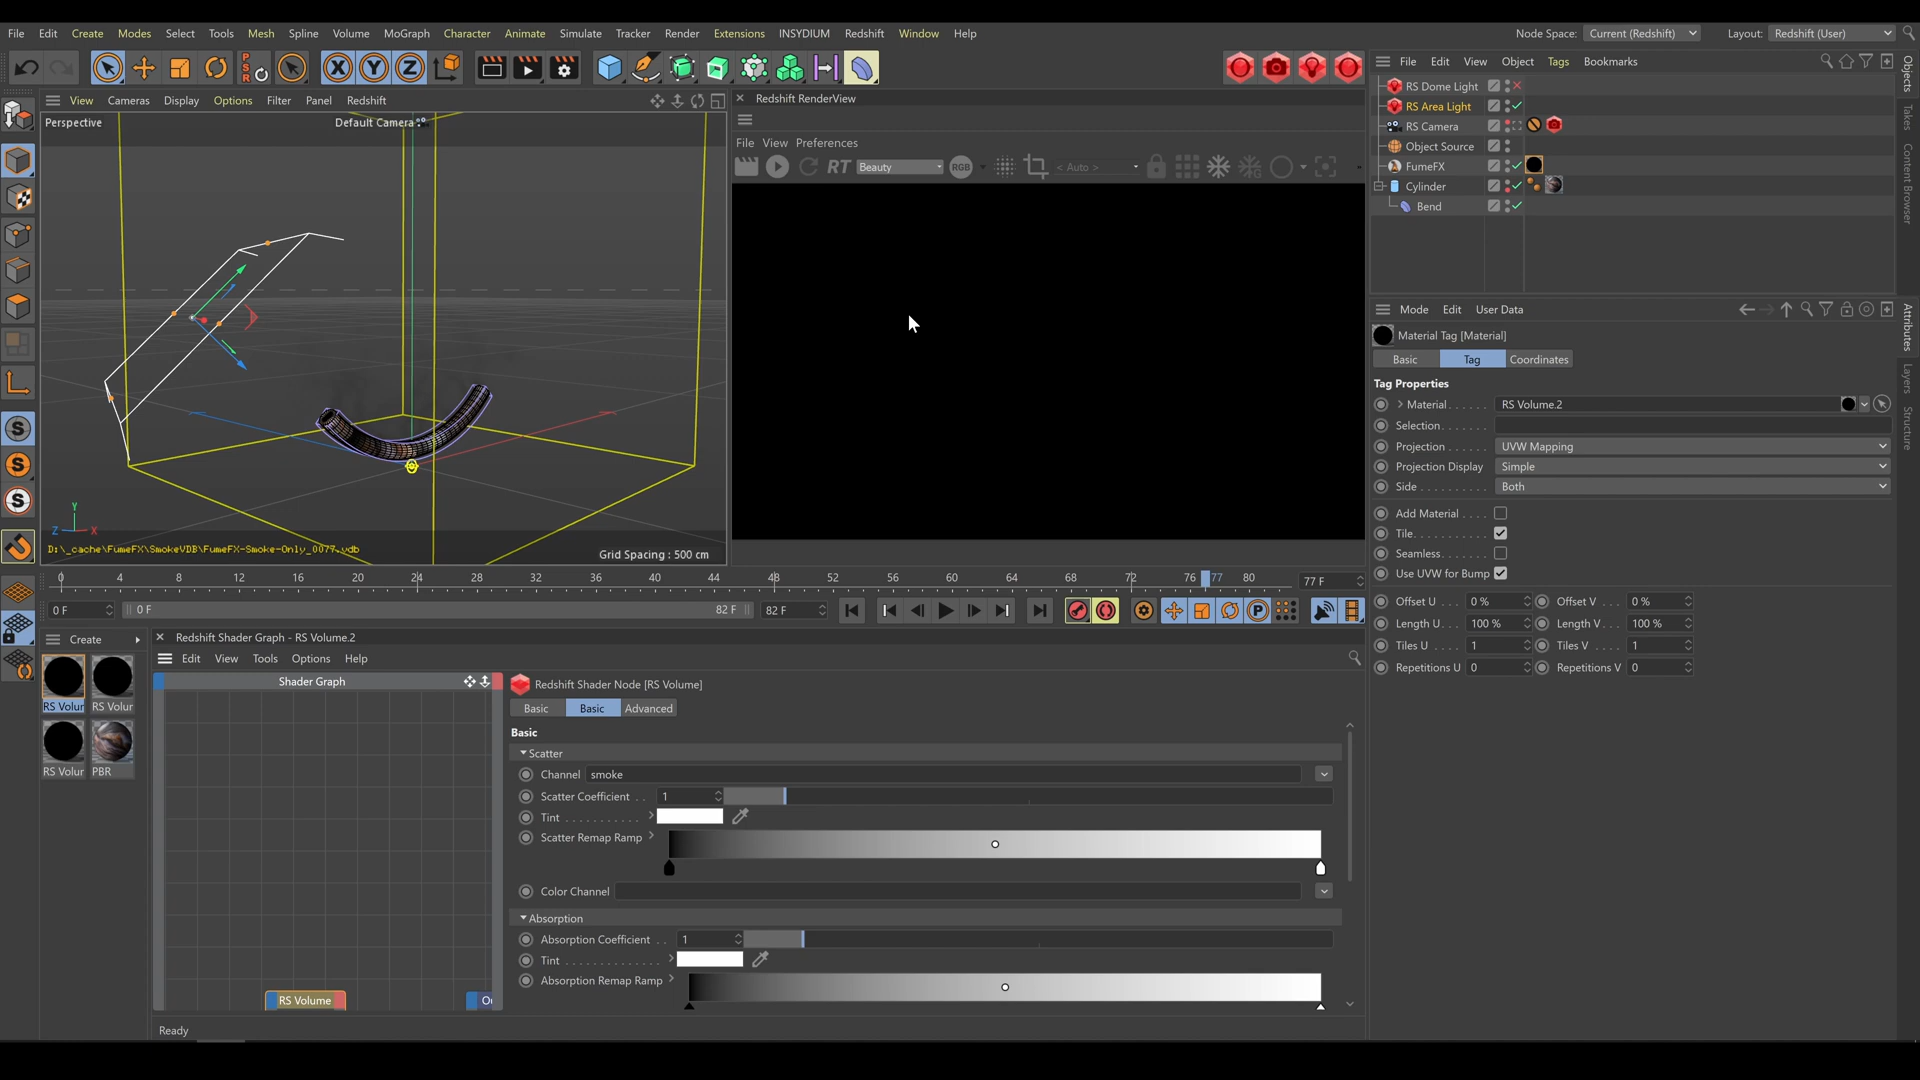 File Edit Create Modes Select Tools Mesh Spline Volume MoGraph Character Animate Simulate Tracker Render Extensions INSYDIUM Redshift Window Help
Node Space: Current (Redshift) Layout: Redshift (User)
PSR X Y Z
View Cameras Display Options Filter Panel Redshift
Perspective
Default Camera
Y
Z X
D:\_cache\FumeFX\SmokeVDB\FumeFX-Smoke-Only_0077.vdb
Grid Spacing : 500 cm
S
S
S
Redshift RenderView
File View Preferences
RT Beauty RGB < Auto >
0 4 8 12 16 20 24 28 32 36 40 44 48 52 56 60 64 68 72 76 77 80
77 F
0 F 0 F 82 F 82 F
P
Create
RS Volur RS Volur
RS Volur PBR
Redshift Shader Graph - RS Volume.2
Edit View Tools Options Help
Shader Graph
RS Volume
Redshift Shader Node [RS Volume]
Basic Basic Advanced
Basic
Scatter
Channel smoke
Scatter Coefficient . . 1
Tint . . . . . . . . . . .
Scatter Remap Ramp
Color Channel
Absorption
Absorption Coefficient . . 1
Tint . . . . . . . . . . . . . .
Absorption Remap Ramp
Ready
File Edit View Object Tags Bookmarks
RS Dome Light
RS Area Light
RS Camera
Object Source
FumeFX
Cylinder
Bend
Mode Edit User Data
Material Tag [Material]
Basic Tag Coordinates
Tag Properties
Material . . . . . . RS Volume.2
Selection. . . . . . .
Projection. . . . . . . UVW Mapping
Projection Display Simple
Side . . . . . . . . . . Both
Add Material . . . .
Tile. . . . . . . . . . .
Seamless. . . . . . .
Use UVW for Bump
Offset U . . 0 % Offset V . . . 0 %
Length U. . . 100 % Length V. . . 100 %
Tiles U . . . 1 Tiles V . . . . 1
Repetitions U 0 Repetitions V 0
Objects
Takes
Content Browser
Attributes
Layers
Structure